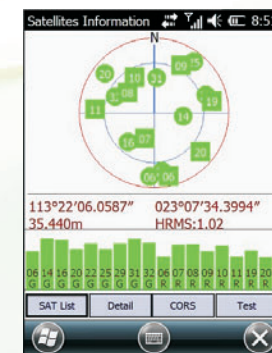 Satellites Information 8:5
N
20
10
31
09
08
11
19
14
16
07
20
06
113°22'06.0587" 023°07'34.3994"
35.440m HRMS:1.02
06 14 16 20 22 25 29 31 32 06 07 08 09 10 11 19 20
G G G G G G G G G R R R R R R R R
SAT List Detail CORS Test